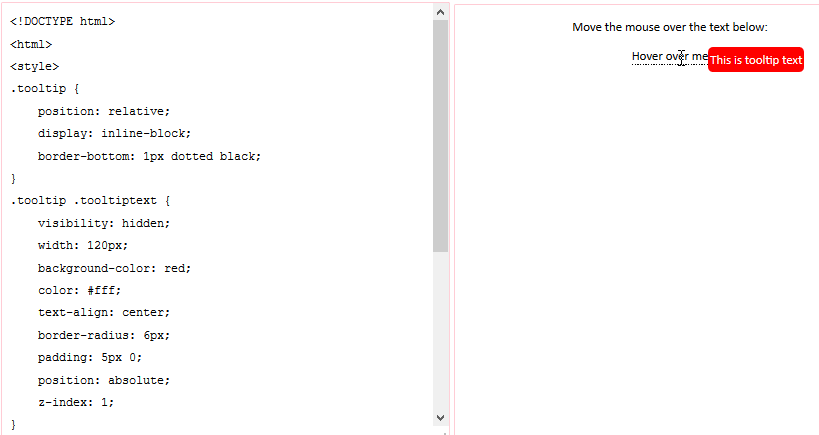 <!DOCTYPE html>
<html>
<style>
.tooltip {
    position: relative;
    display: inline-block;
    border-bottom: 1px dotted black;
}
.tooltip .tooltiptext {
    visibility: hidden;
    width: 120px;
    background-color: red;
    color: #fff;
    text-align: center;
    border-radius: 6px;
    padding: 5px 0;
    position: absolute;
    z-index: 1;
}
Move the mouse over the text below:
Hover over me
This is tooltip text